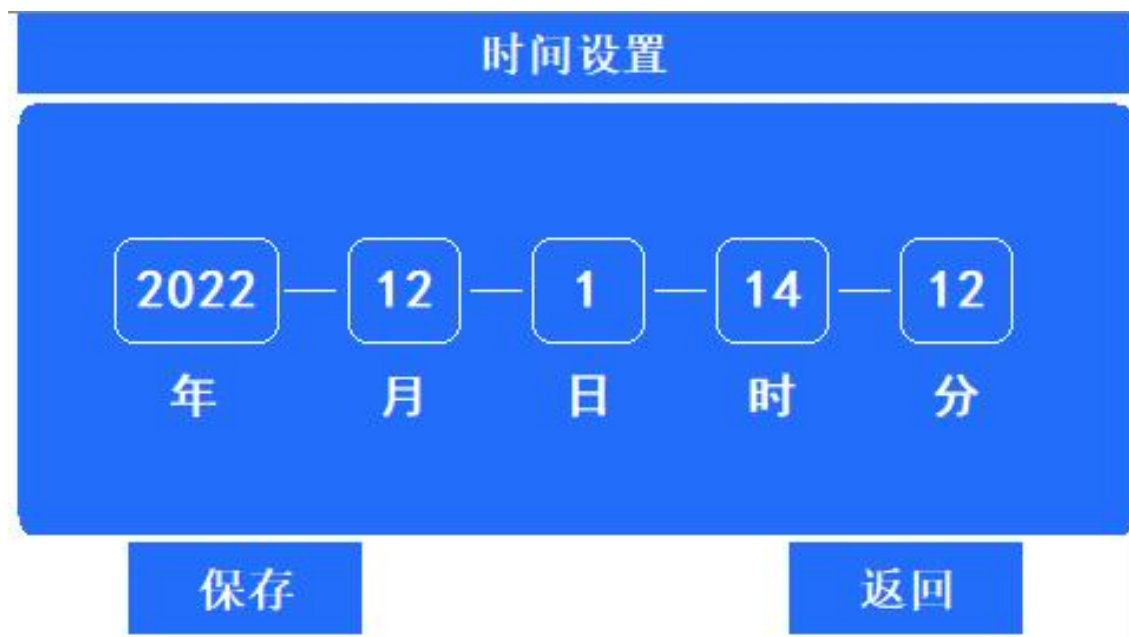 时间设置
2022 — 12 — 1 — 14 — 12
年 月 日 时 分
保存 返回